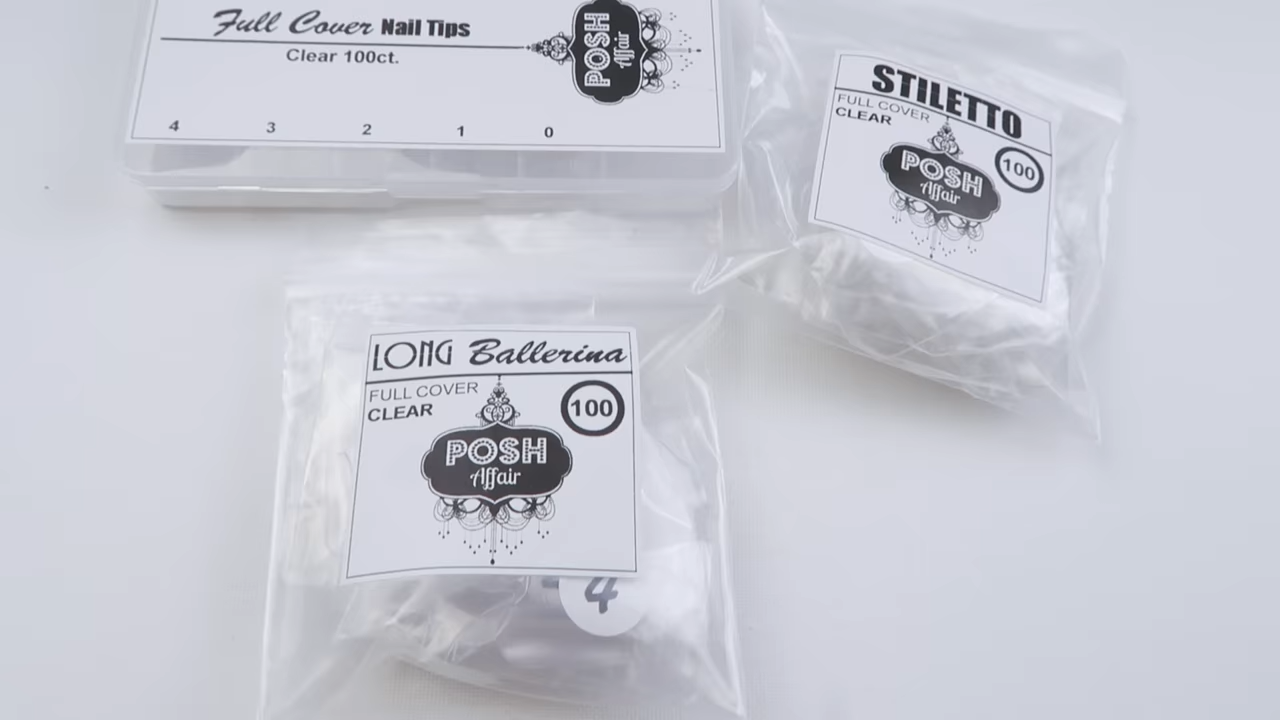 Full Cover Nail Tips
Clear 100ct.
POSH
Affair
4 3 2 1 0
STILETTO
FULL COVER
CLEAR
100
POSH
Affair
LONG Ballerina
FULL COVER
CLEAR
100
POSH
Affair
4